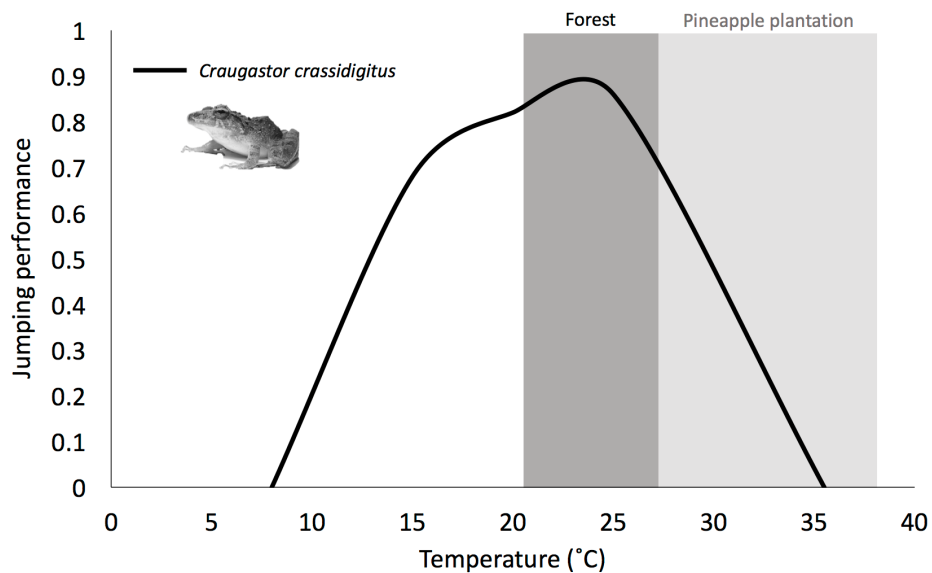 Forest
Pineapple plantation
Craugastor crassidigitus
Jumping performance
1
0.9
0.8
0.7
0.6
0.5
0.4
0.3
0.2
0.1
0
0 5 10 15 20 25 30 35 40
Temperature (˚C)